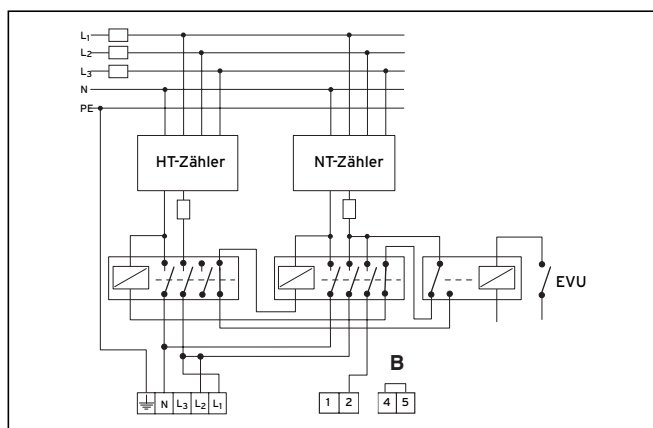 L1
L2
L3
N
PE
HT-Zähler
NT-Zähler
EVU
B
N L3 L2 L1
1 2
4 5